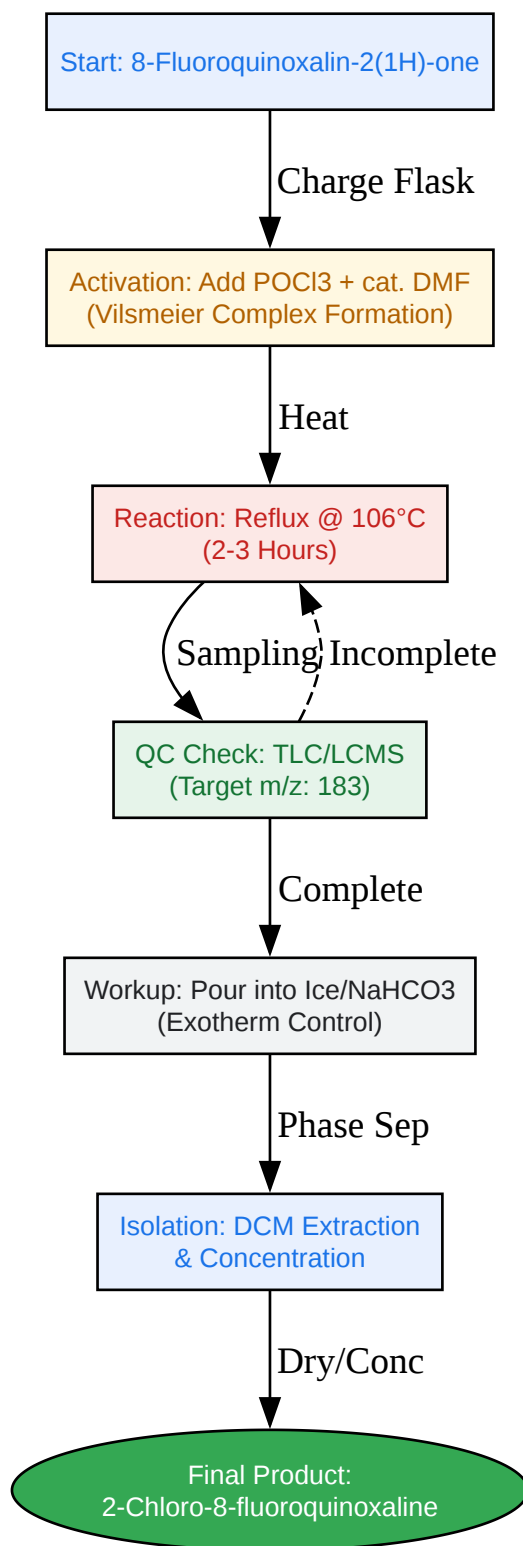 Start: 8-Fluoroquinoxalin-2(1H)-one
Charge Flask
Activation: Add POCl3 + cat. DMF
(Vilsmeier Complex Formation)
Heat
Reaction: Reflux @ 106°C
(2-3 Hours)
Sampling
Incomplete
QC Check: TLC/LCMS
(Target m/z: 183)
Complete
Workup: Pour into Ice/NaHCO3
(Exotherm Control)
Phase Sep
Isolation: DCM Extraction
& Concentration
Dry/Conc
Final Product:
2-Chloro-8-fluoroquinoxaline